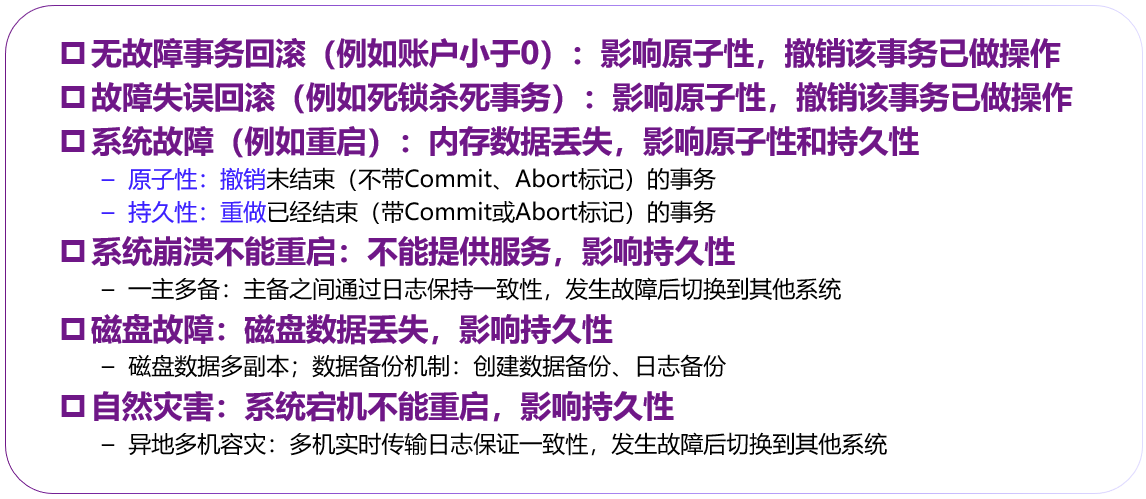 无故障事务回滚（例如账户小于0）：影响原子性，撤销该事务已做操作
故障失误回滚（例如死锁杀死事务）：影响原子性，撤销该事务已做操作
系统故障（例如重启）：内存数据丢失，影响原子性和持久性
– 原子性：撤销未结束（不带Commit、Abort标记）的事务
– 持久性：重做已经结束（带Commit或Abort标记）的事务
系统崩溃不能重启：不能提供服务，影响持久性
– 一主多备：主备之间通过日志保持一致性，发生故障后切换到其他系统
磁盘故障：磁盘数据丢失，影响持久性
– 磁盘数据多副本；数据备份机制：创建数据备份、日志备份
自然灾害：系统宕机不能重启，影响持久性
– 异地多机容灾：多机实时传输日志保证一致性，发生故障后切换到其他系统